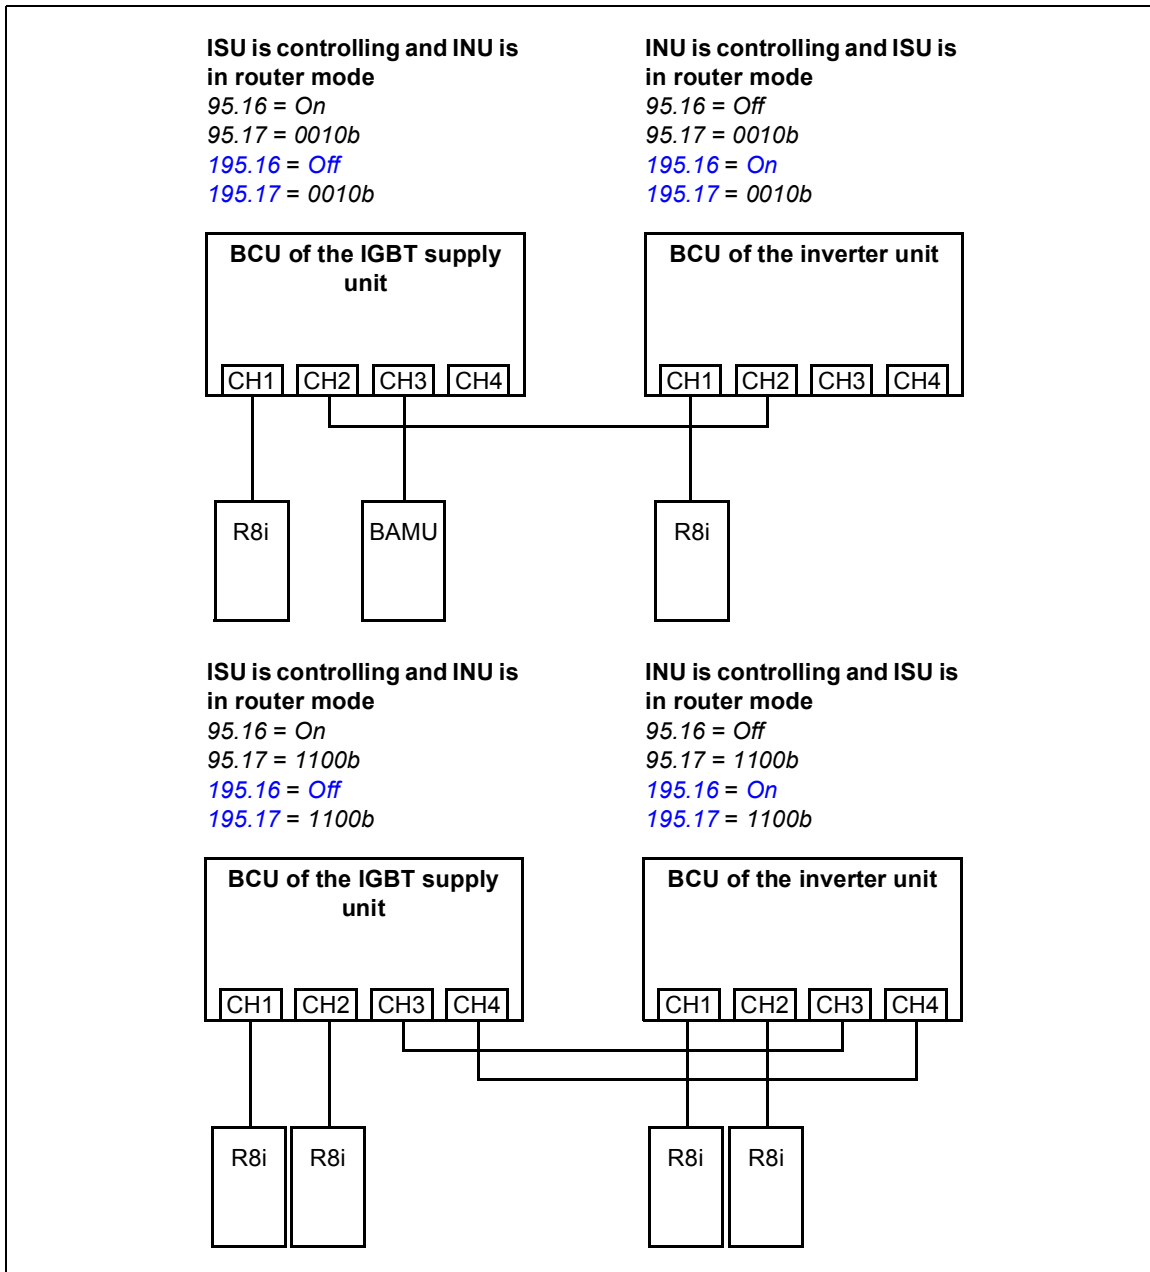 ISU is controlling and INU is
in router mode
95.16 = On
95.17 = 0010b
195.16 = Off
195.17 = 0010b
INU is controlling and ISU is
in router mode
95.16 = Off
95.17 = 0010b
195.16 = On
195.17 = 0010b
BCU of the IGBT supply
unit
CH1 CH2 CH3 CH4
BCU of the inverter unit
CH1 CH2 CH3 CH4
R8i
BAMU
R8i
ISU is controlling and INU is
in router mode
95.16 = On
95.17 = 1100b
195.16 = Off
195.17 = 1100b
INU is controlling and ISU is
in router mode
95.16 = Off
95.17 = 1100b
195.16 = On
195.17 = 1100b
BCU of the IGBT supply
unit
CH1 CH2 CH3 CH4
BCU of the inverter unit
CH1 CH2 CH3 CH4
R8i
R8i
R8i
R8i